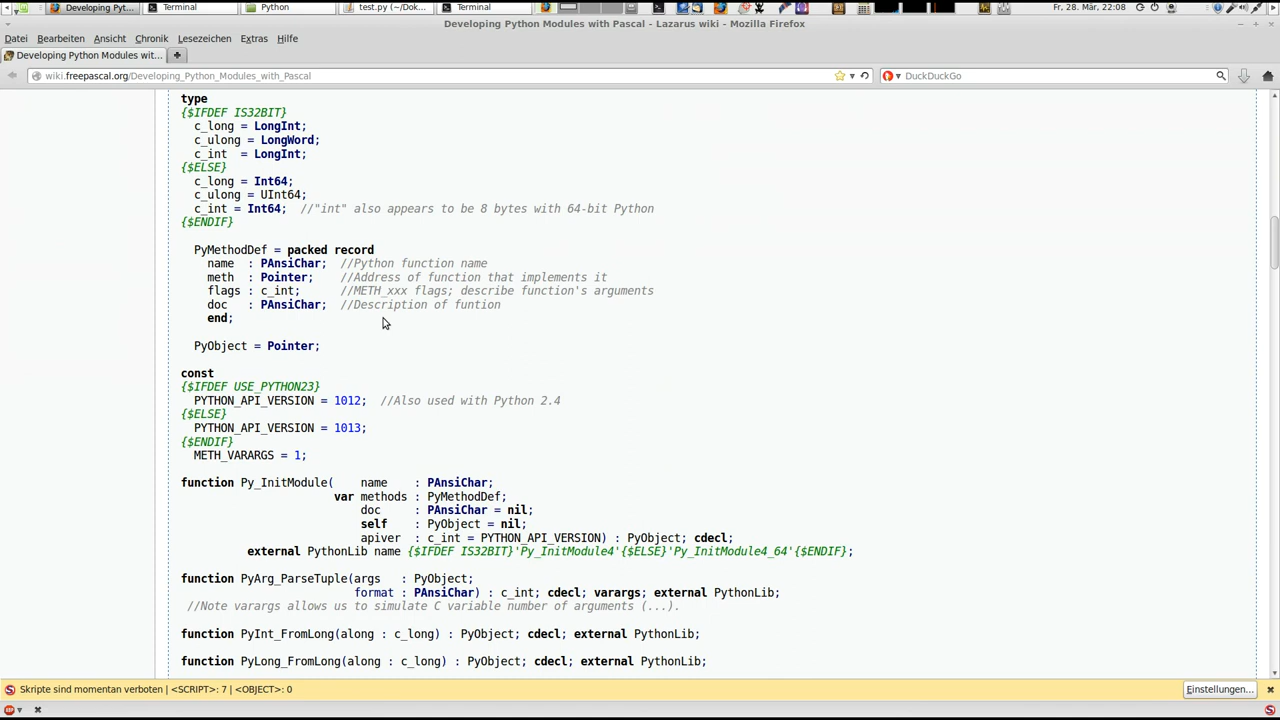 Developing Pyt...
Terminal
Python
test.py (~/Dok...
Terminal
Fr, 28. Mär, 22:08
Developing Python Modules with Pascal - Lazarus wiki - Mozilla Firefox
Datei Bearbeiten Ansicht Chronik Lesezeichen Extras Hilfe
Developing Python Modules wit...
wiki.freepascal.org/Developing_Python_Modules_with_Pascal
DuckDuckGo
type
{$IFDEF IS32BIT}
c_long = LongInt;
c_ulong = LongWord;
c_int = LongInt;
{$ELSE}
c_long = Int64;
c_ulong = UInt64;
c_int = Int64; //"int" also appears to be 8 bytes with 64-bit Python
{$ENDIF}
PyMethodDef = packed record
name : PAnsiChar; //Python function name
meth : Pointer; //Address of function that implements it
flags : c_int; //METH_xxx flags; describe function's arguments
doc : PAnsiChar; //Description of funtion
end;
PyObject = Pointer;
const
{$IFDEF USE_PYTHON23}
PYTHON_API_VERSION = 1012; //Also used with Python 2.4
{$ELSE}
PYTHON_API_VERSION = 1013;
{$ENDIF}
METH_VARARGS = 1;
function Py_InitModule( name : PAnsiChar;
var methods : PyMethodDef;
doc : PAnsiChar = nil;
self : PyObject = nil;
apiver : c_int = PYTHON_API_VERSION) : PyObject; cdecl;
external PythonLib name {$IFDEF IS32BIT}'Py_InitModule4'{$ELSE}'Py_InitModule4_64'{$ENDIF};
function PyArg_ParseTuple(args : PyObject;
format : PAnsiChar) : c_int; cdecl; varargs; external PythonLib;
//Note varargs allows us to simulate C variable number of arguments (...).
function PyInt_FromLong(along : c_long) : PyObject; cdecl; external PythonLib;
function PyLong_FromLong(along : c_long) : PyObject; cdecl; external PythonLib;
Skripte sind momentan verboten | <SCRIPT>: 7 | <OBJECT>: 0
Einstellungen...